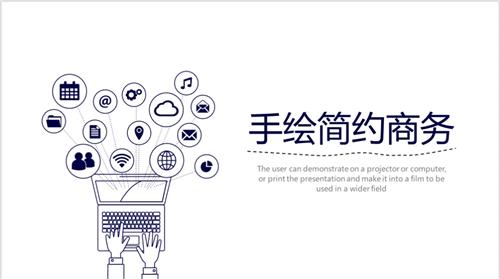 手绘简约商务
The user can demonstrate on a projector or computer,
or print the presentation and make it into a film to be
used in a wider field
@